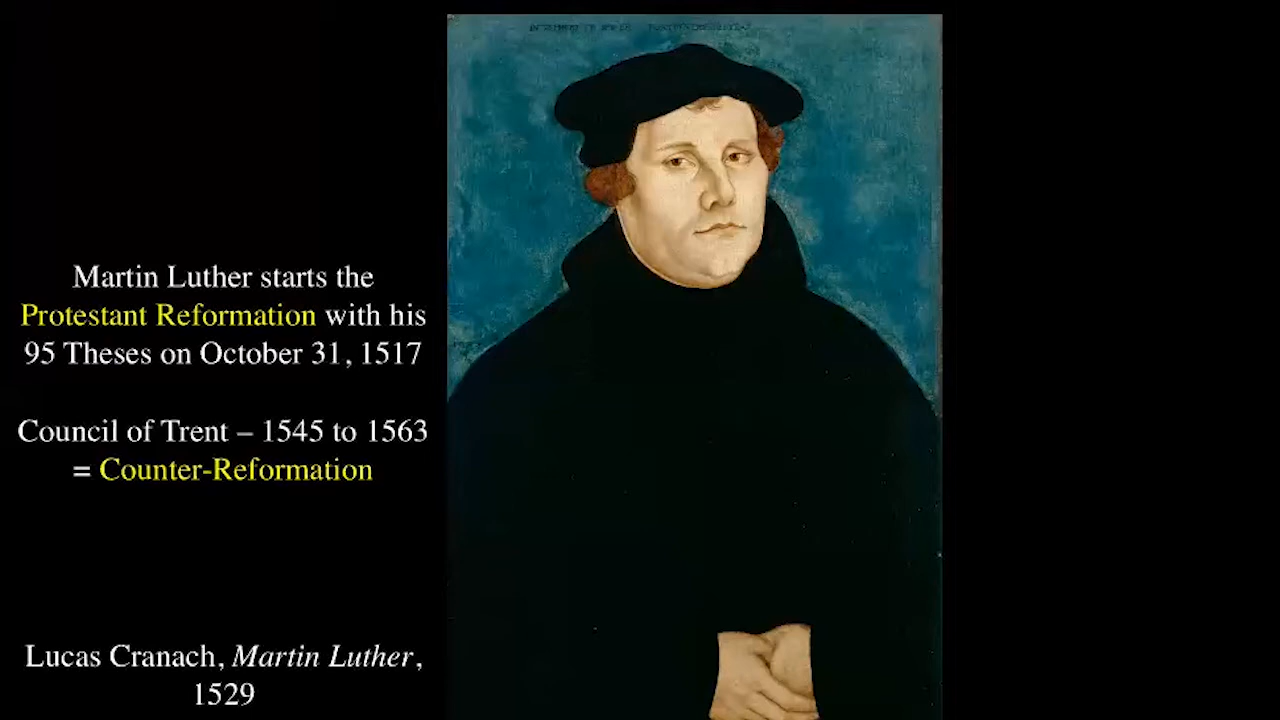 Martin Luther starts the
Protestant Reformation with his
95 Theses on October 31, 1517
Council of Trent – 1545 to 1563
= Counter-Reformation
Lucas Cranach, Martin Luther,
1529